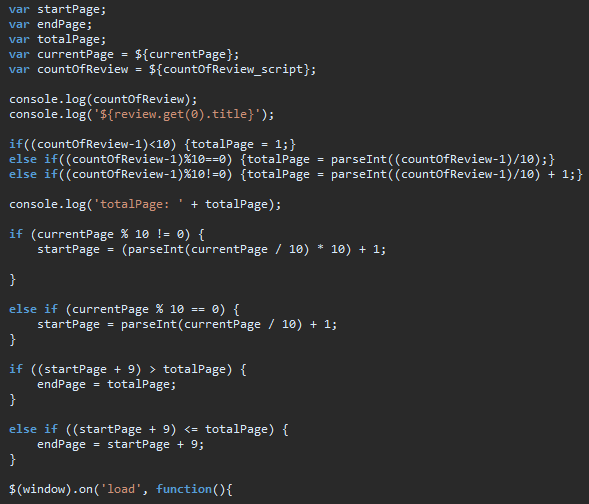 var startPage;
var endPage;
var totalPage;
var currentPage = ${currentPage};
var countOfReview = ${countOfReview_script};

console.log(countOfReview);
console.log('${review.get(0).title}');

if((countOfReview-1)<10) {totalPage = 1;}
else if((countOfReview-1)%10==0) {totalPage = parseInt((countOfReview-1)/10);}
else if((countOfReview-1)%10!=0) {totalPage = parseInt((countOfReview-1)/10) + 1;}

console.log('totalPage: ' + totalPage);

if (currentPage % 10 != 0) {
    startPage = (parseInt(currentPage / 10) * 10) + 1;

}

else if (currentPage % 10 == 0) {
    startPage = parseInt(currentPage / 10) + 1;
}

if ((startPage + 9) > totalPage) {
    endPage = totalPage;
}

else if ((startPage + 9) <= totalPage) {
    endPage = startPage + 9;
}

$(window).on('load', function(){